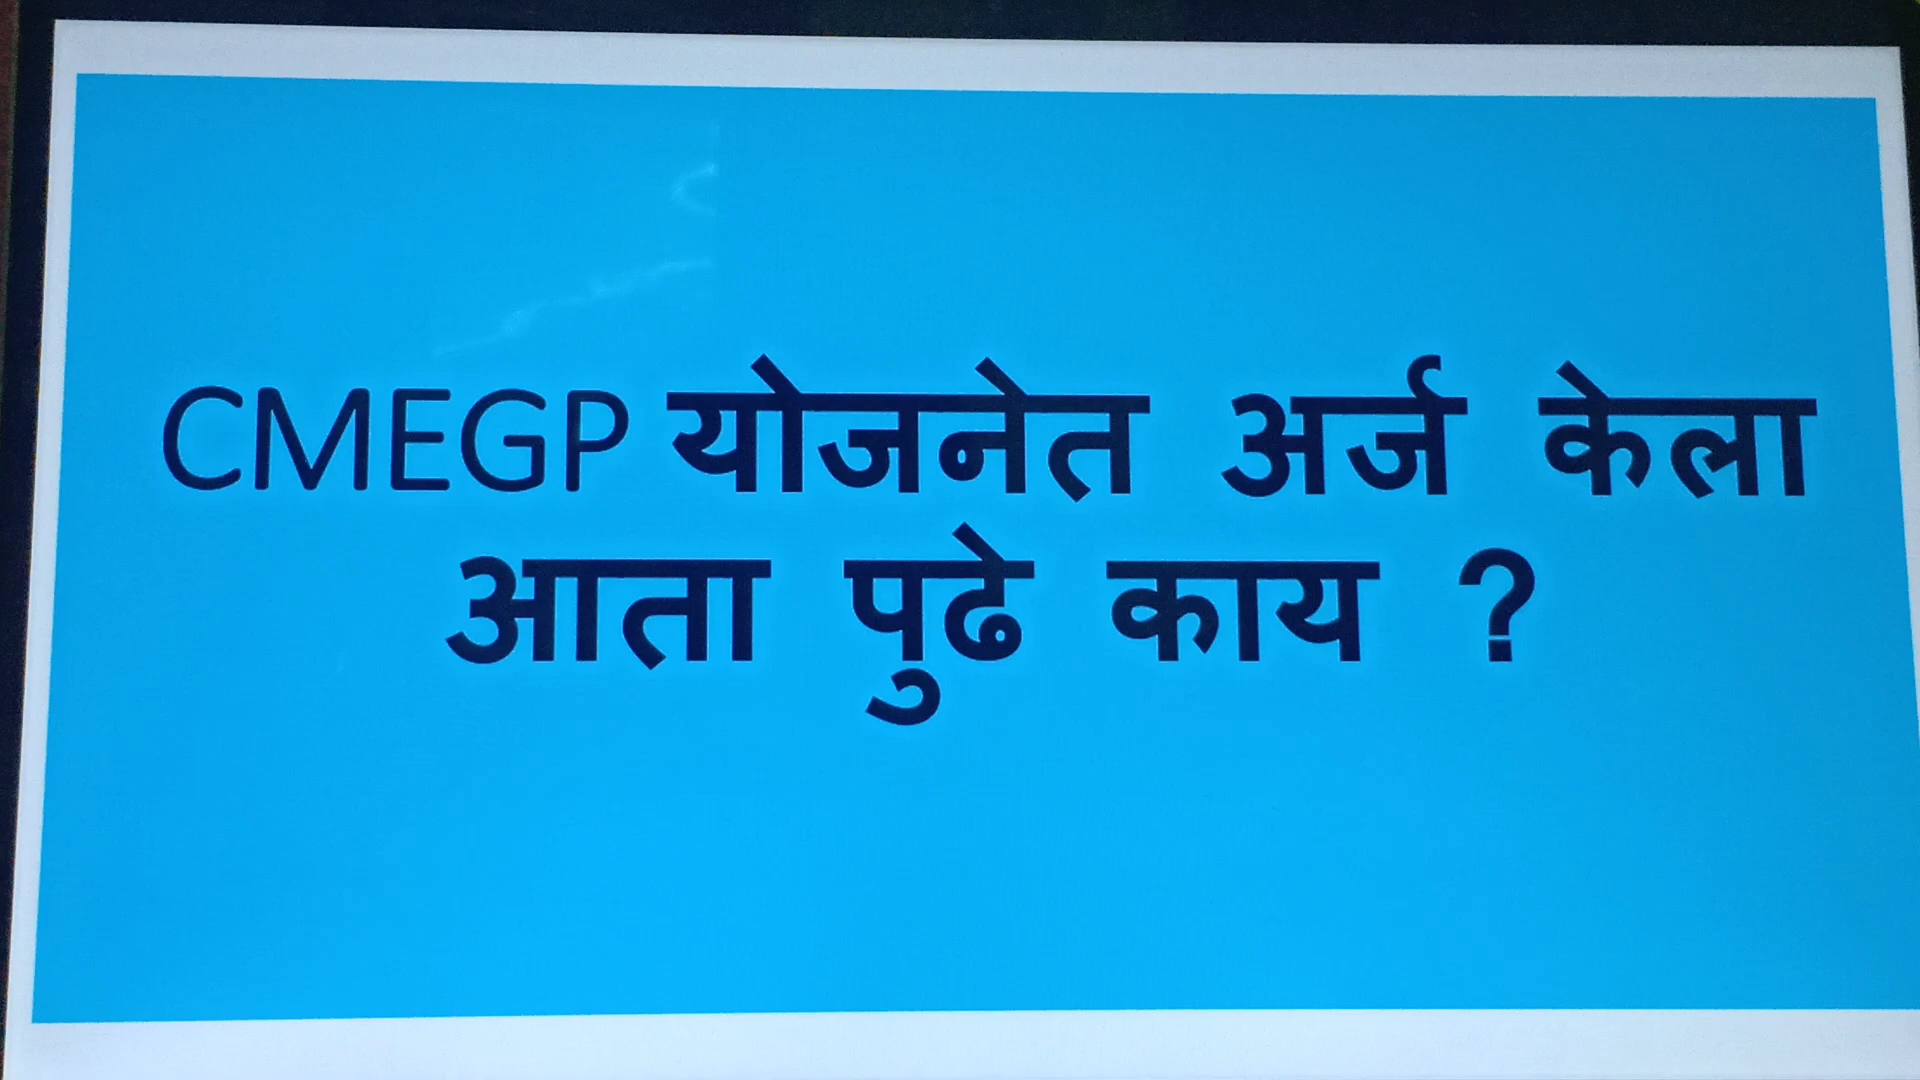 CMEGP योजनेत अर्ज केला
आता पुढे काय ?